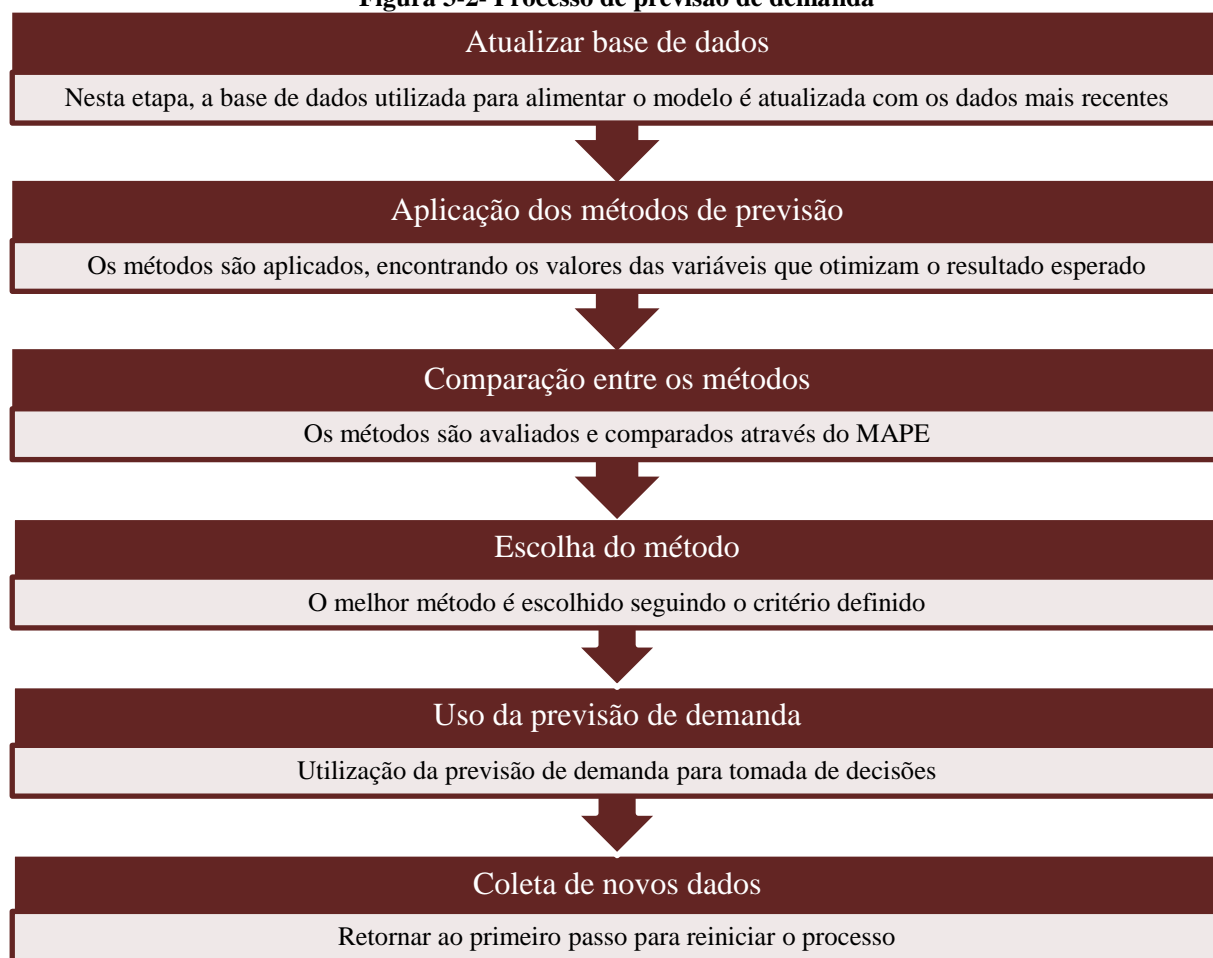 Figura 3-2- Processo de previsão de demanda
Atualizar base de dados
Nesta etapa, a base de dados utilizada para alimentar o modelo é atualizada com os dados mais recentes
Aplicação dos métodos de previsão
Os métodos são aplicados, encontrando os valores das variáveis que otimizam o resultado esperado
Comparação entre os métodos
Os métodos são avaliados e comparados através do MAPE
Escolha do método
O melhor método é escolhido seguindo o critério definido
Uso da previsão de demanda
Utilização da previsão de demanda para tomada de decisões
Coleta de novos dados
Retornar ao primeiro passo para reiniciar o processo